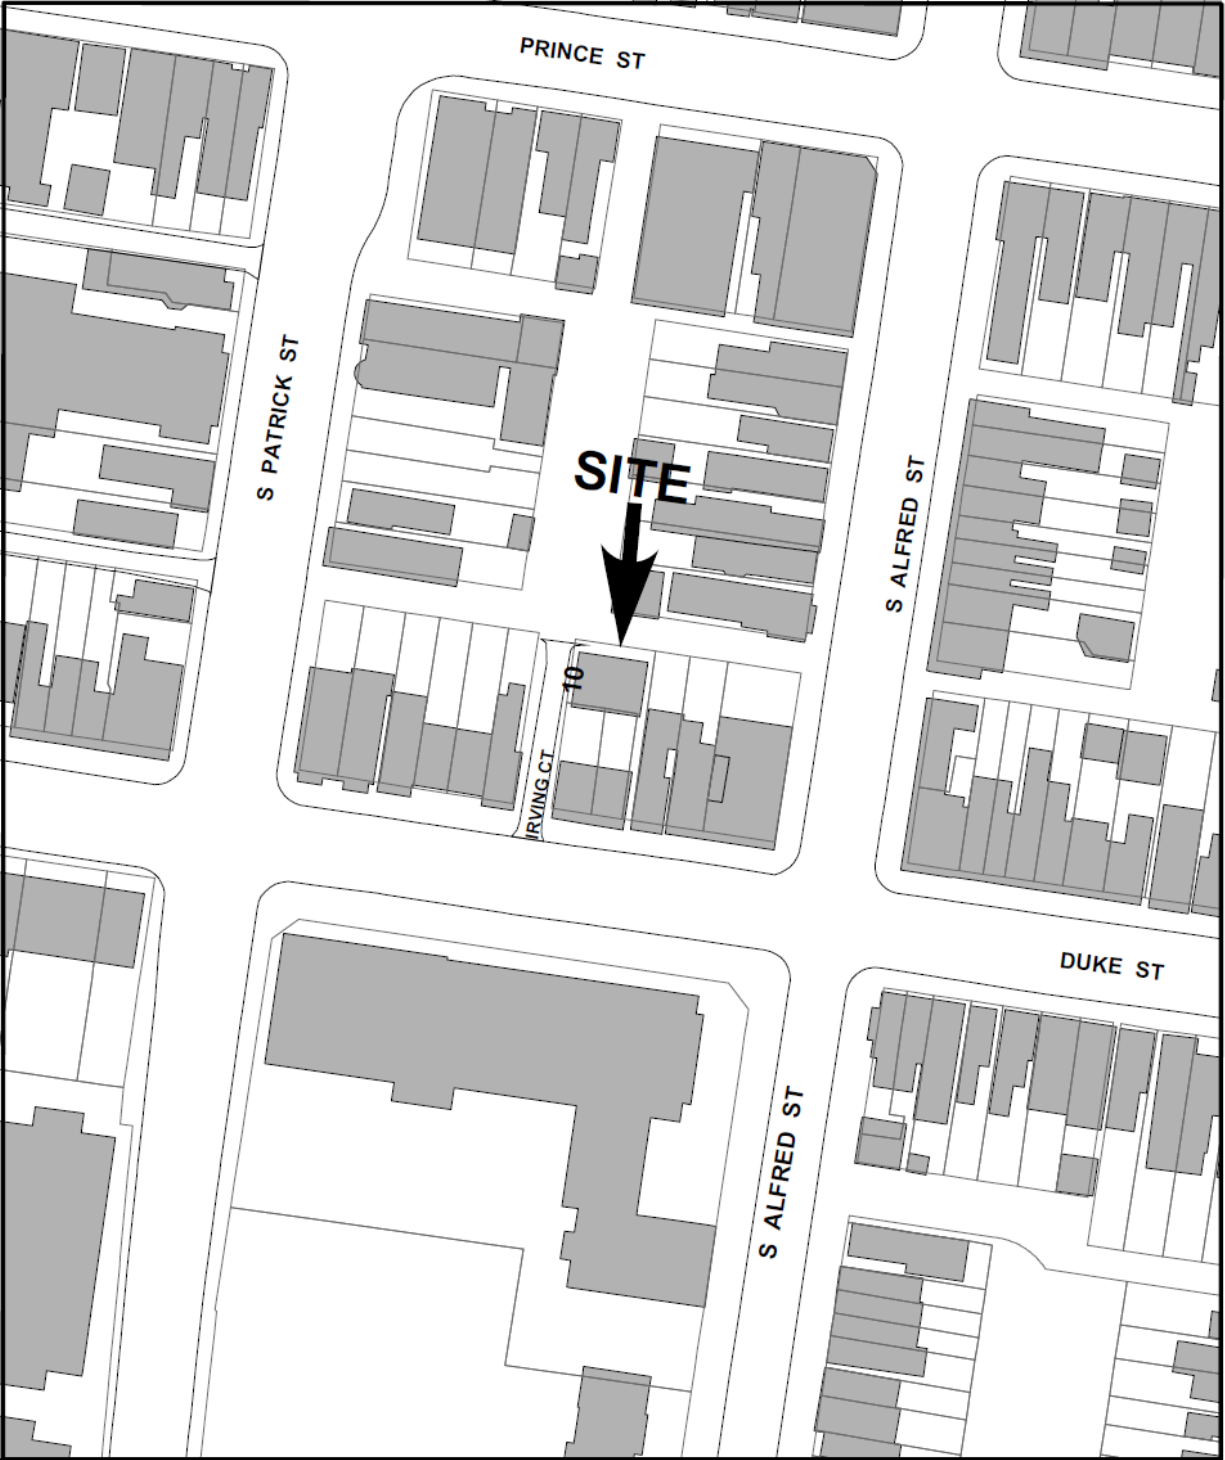 PRINCE ST
S PATRICK ST
SITE
S ALFRED ST
10
IRVING CT
DUKE ST
S ALFRED ST